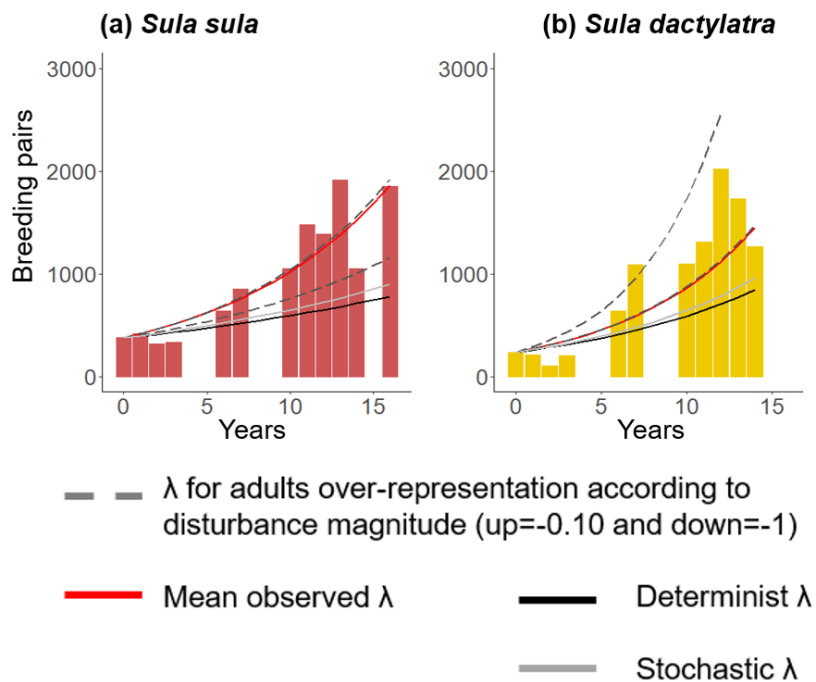 (a) Sula sula
(b) Sula dactylatra
Breeding pairs
3000
2000
1000
0
0 5 10 15
Years
3000
2000
1000
0
0 5 10 15
Years
λ for adults over-representation according to
disturbance magnitude (up=-0.10 and down=-1)
Mean observed λ
Determinist λ
Stochastic λ